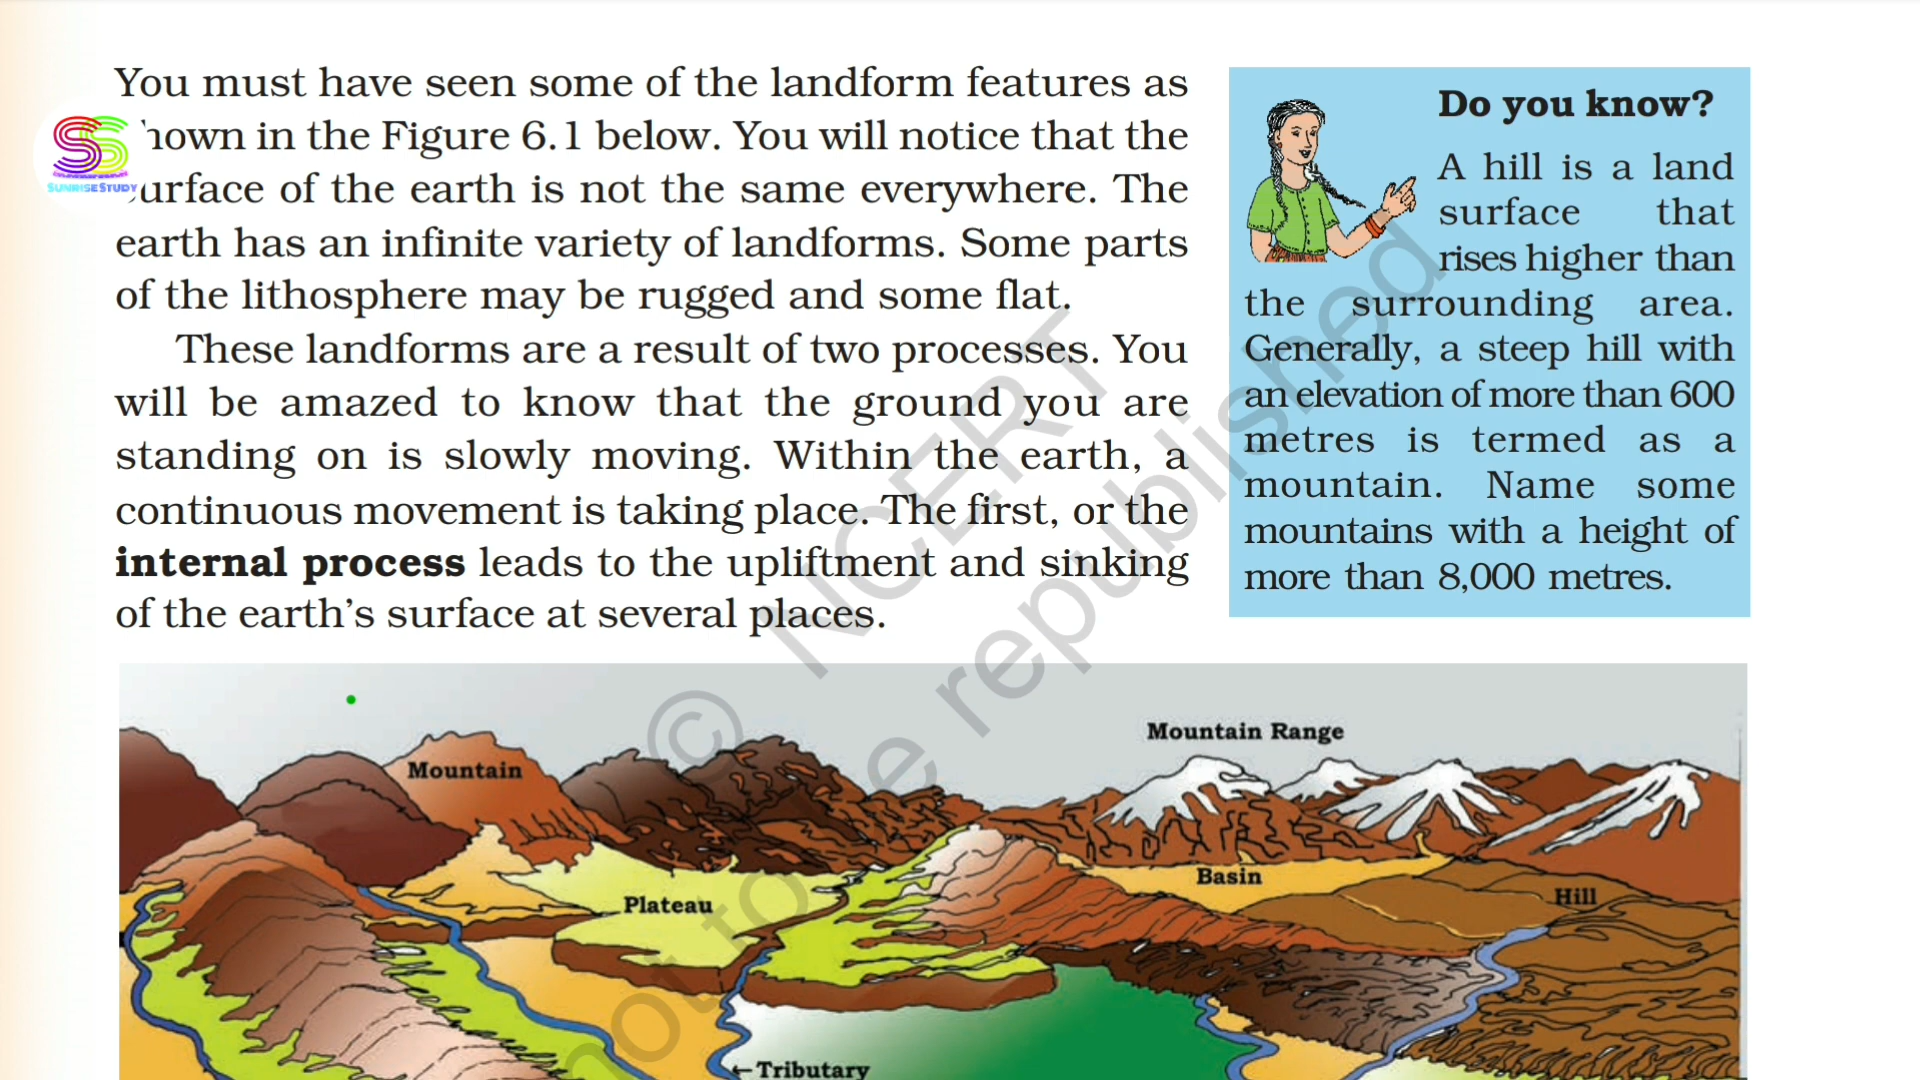 You must have seen some of the landform features as
hown in the Figure 6.1 below. You will notice that the
urface of the earth is not the same everywhere. The
earth has an infinite variety of landforms. Some parts
of the lithosphere may be rugged and some flat.
These landforms are a result of two processes. You
will be amazed to know that the ground you are
standing on is slowly moving. Within the earth, a
continuous movement is taking place. The first, or the
internal process leads to the upliftment and sinking
of the earth’s surface at several places.
SUNRISE STUDY
Do you know?
A hill is a land
surface that
rises higher than
the surrounding area.
Generally, a steep hill with
an elevation of more than 600
metres is termed as a
mountain. Name some
mountains with a height of
more than 8,000 metres.
© NCERT
not to be republished
Mountain Range
Mountain
Basin
Hill
Plateau
←Tributary